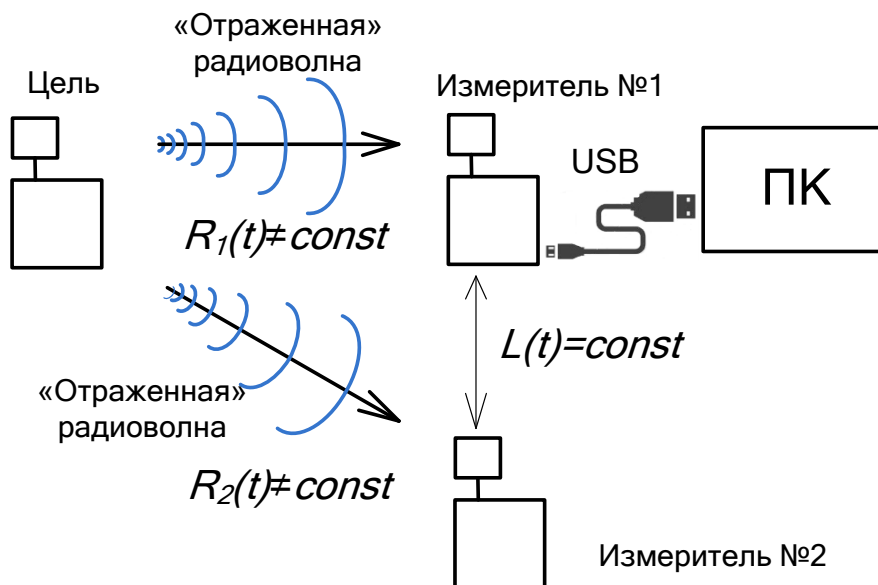 «Отраженная»
радиоволна
Цель
Измеритель №1
USB
ПК
R₁(t)≠const
L(t)=const
«Отраженная»
радиоволна
R₂(t)≠const
Измеритель №2